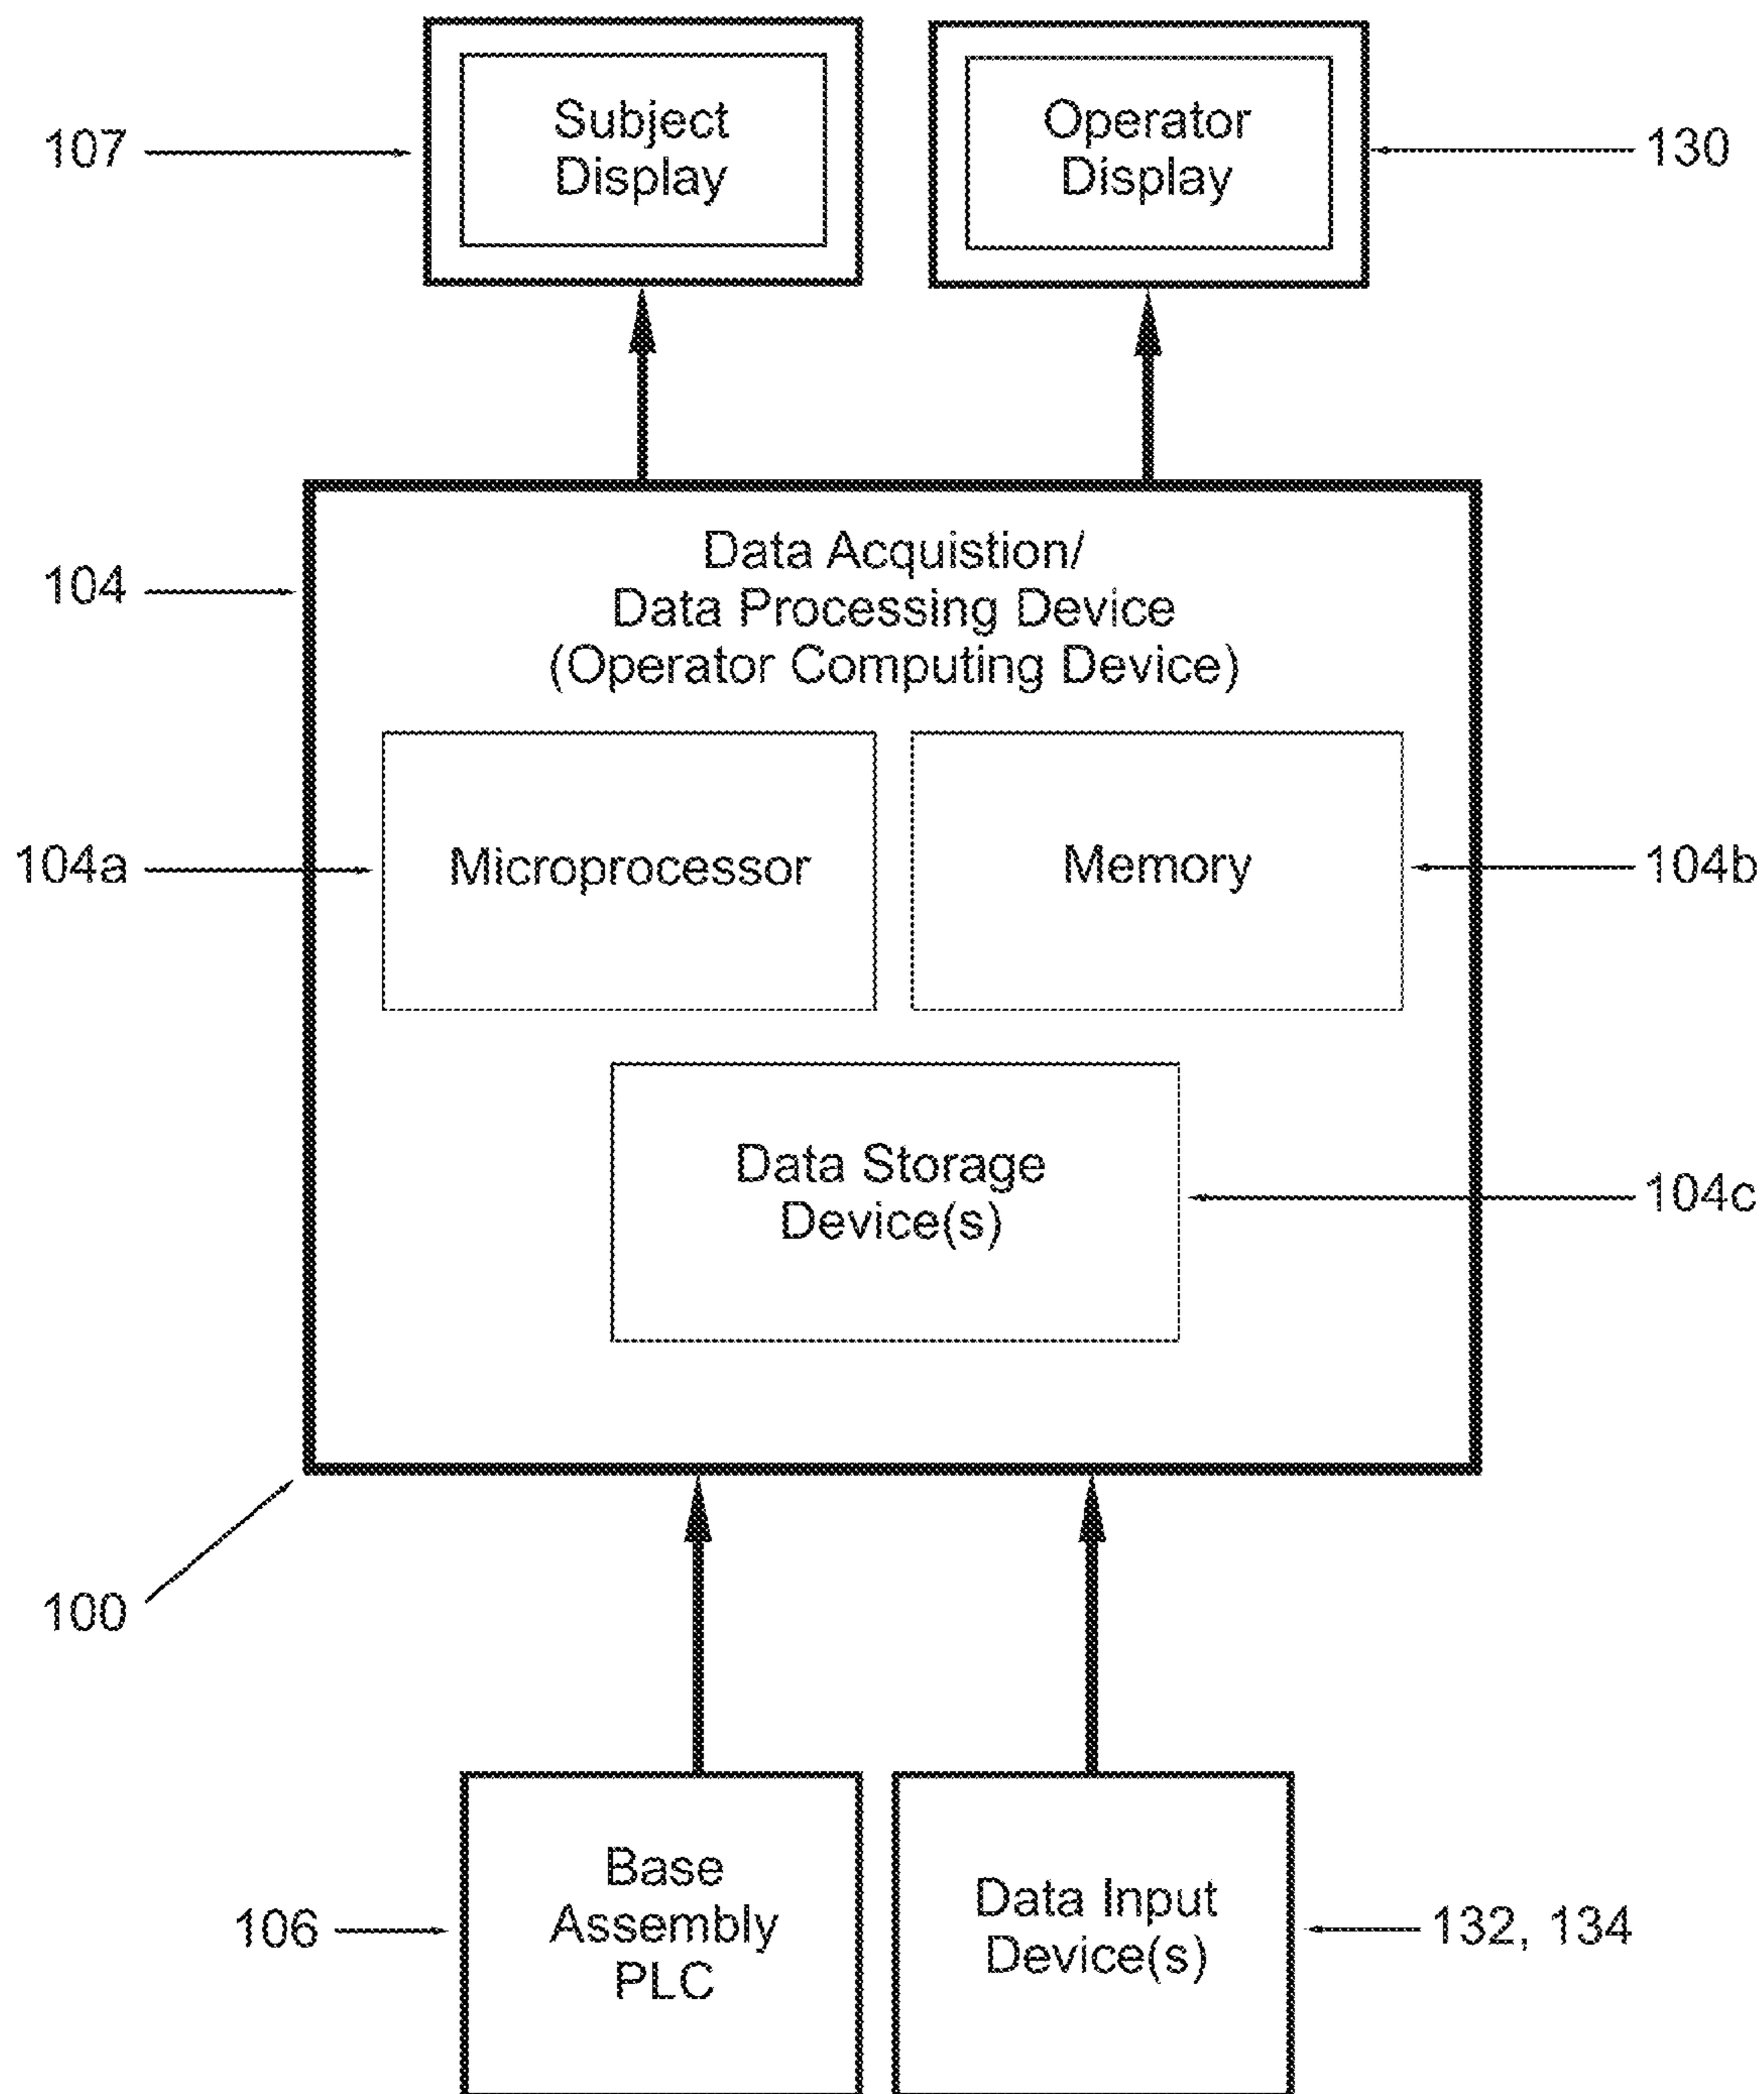 Subject
Display
Operator
Display
107
130
Data Acquistion/
Data Processing Device
(Operator Computing Device)
104
Microprocessor
Memory
104a
104b
Data Storage
Device(s)
104c
100
Base
Assembly
PLC
Data Input
Device(s)
106
132, 134